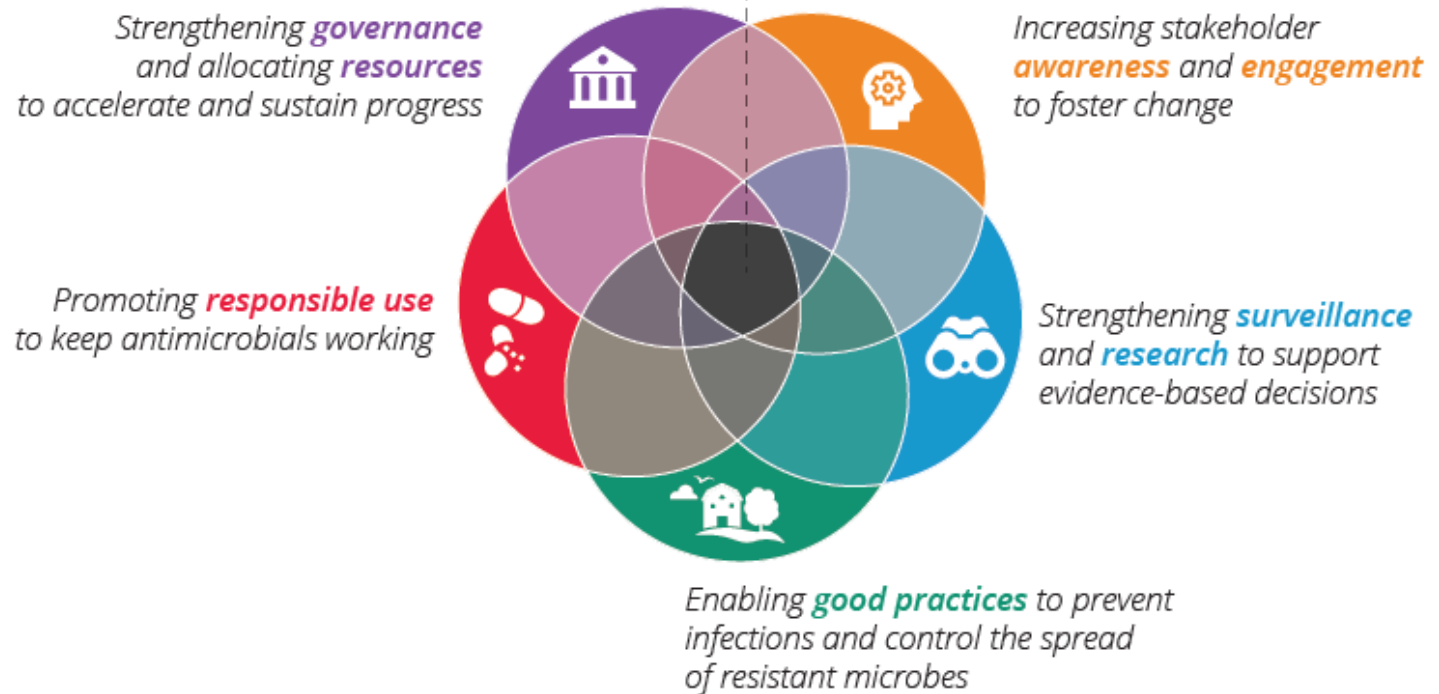 Strengthening governance
and allocating resources
to accelerate and sustain progress
Increasing stakeholder
awareness and engagement
to foster change
Promoting responsible use
to keep antimicrobials working
Strengthening surveillance
and research to support
evidence-based decisions
Enabling good practices to prevent
infections and control the spread
of resistant microbes